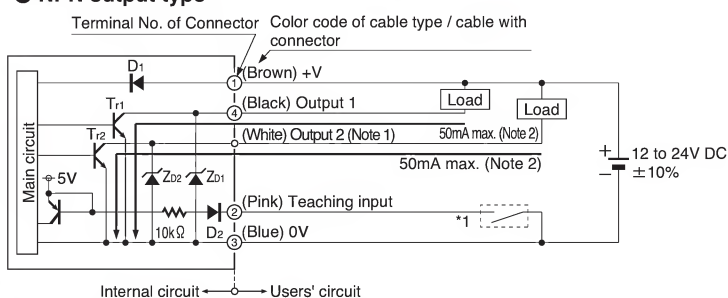 Terminal No. of Connector
Color code of cable type / cable with
connector
D1
1
(Brown) +V
Tr1
4
(Black) Output 1
Load
Load
Tr2
(White) Output 2 (Note 1)
50mA max. (Note 2)
50mA max. (Note 2)
Main circuit
5V
ZD2
ZD1
+
−
12 to 24V DC
±10%
10kΩ
D2
2
(Pink) Teaching input
*1
3
(Blue) 0V
Internal circuit
Users' circuit